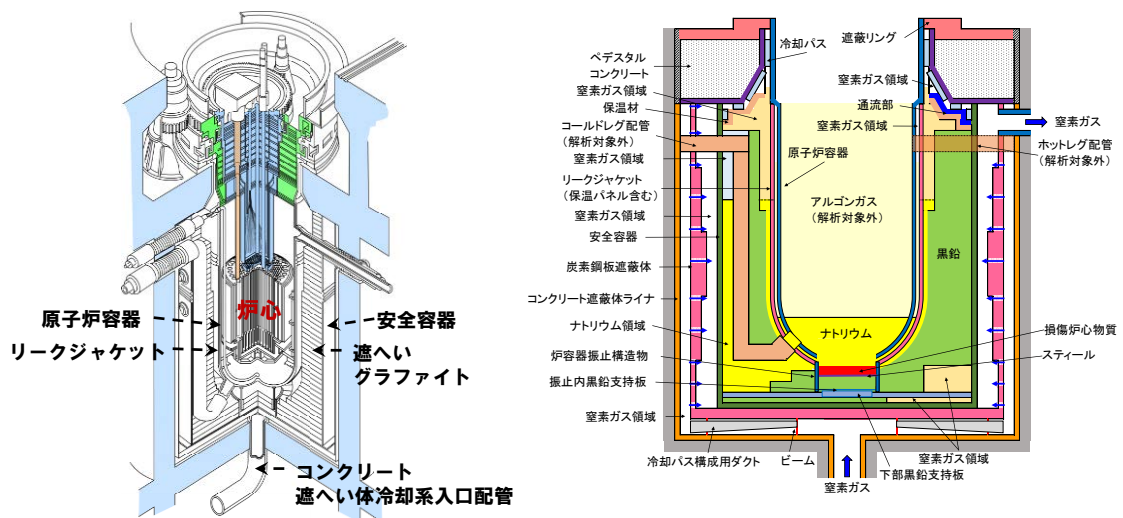 炉心
原子炉容器
リークジャケット
安全容器
遮へい
グラファイト
コンクリート
遮へい体冷却系入口配管
ペデスタル
コンクリート
窒素ガス領域
保温材
コールドレグ配管
(解析対象外)
窒素ガス領域
リークジャケット
(保温パネル含む)
窒素ガス領域
安全容器
炭素鋼板遮蔽体
コンクリート遮蔽体ライナ
ナトリウム領域
炉容器振止構造物
振止内黒鉛支持板
窒素ガス領域
冷却パス構成用ダクト
冷却パス
原子炉容器
アルゴンガス
(解析対象外)
ナトリウム
遮蔽リング
窒素ガス領域
通流部
窒素ガス領域
窒素ガス
ホットレグ配管
(解析対象外)
黒鉛
損傷炉心物質
スティール
ビーム
窒素ガス
下部黒鉛支持板
窒素ガス領域